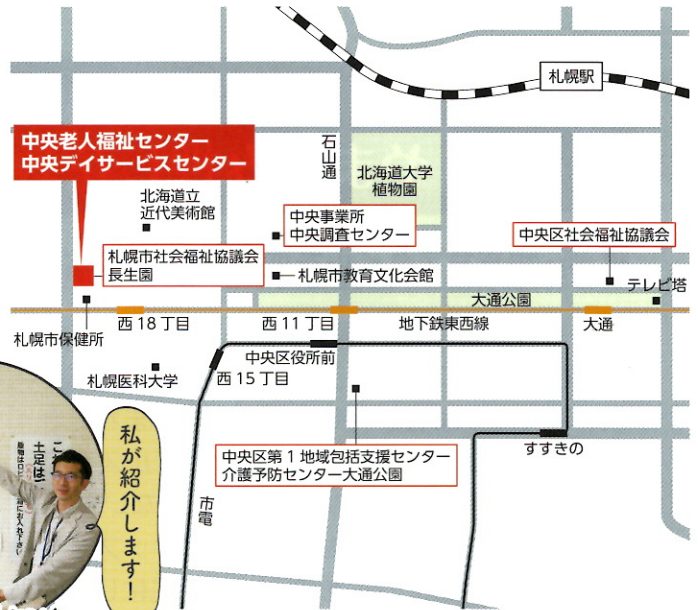 札幌駅
中央老人福祉センター
中央デイサービスセンター
石山通
北海道大学
植物園
北海道立
近代美術館
中央事業所
中央調査センター
中央区社会福祉協議会
札幌市社会福祉協議会
長生園
札幌市教育文化会館
テレビ塔
大通公園
西18丁目
西11丁目
地下鉄東西線
大通
札幌市保健所
中央区役所前
札幌医科大学
西15丁目
すすきの
中央区第1地域包括支援センター
介護予防センター大通公園
市電
私が紹介します!
土足は